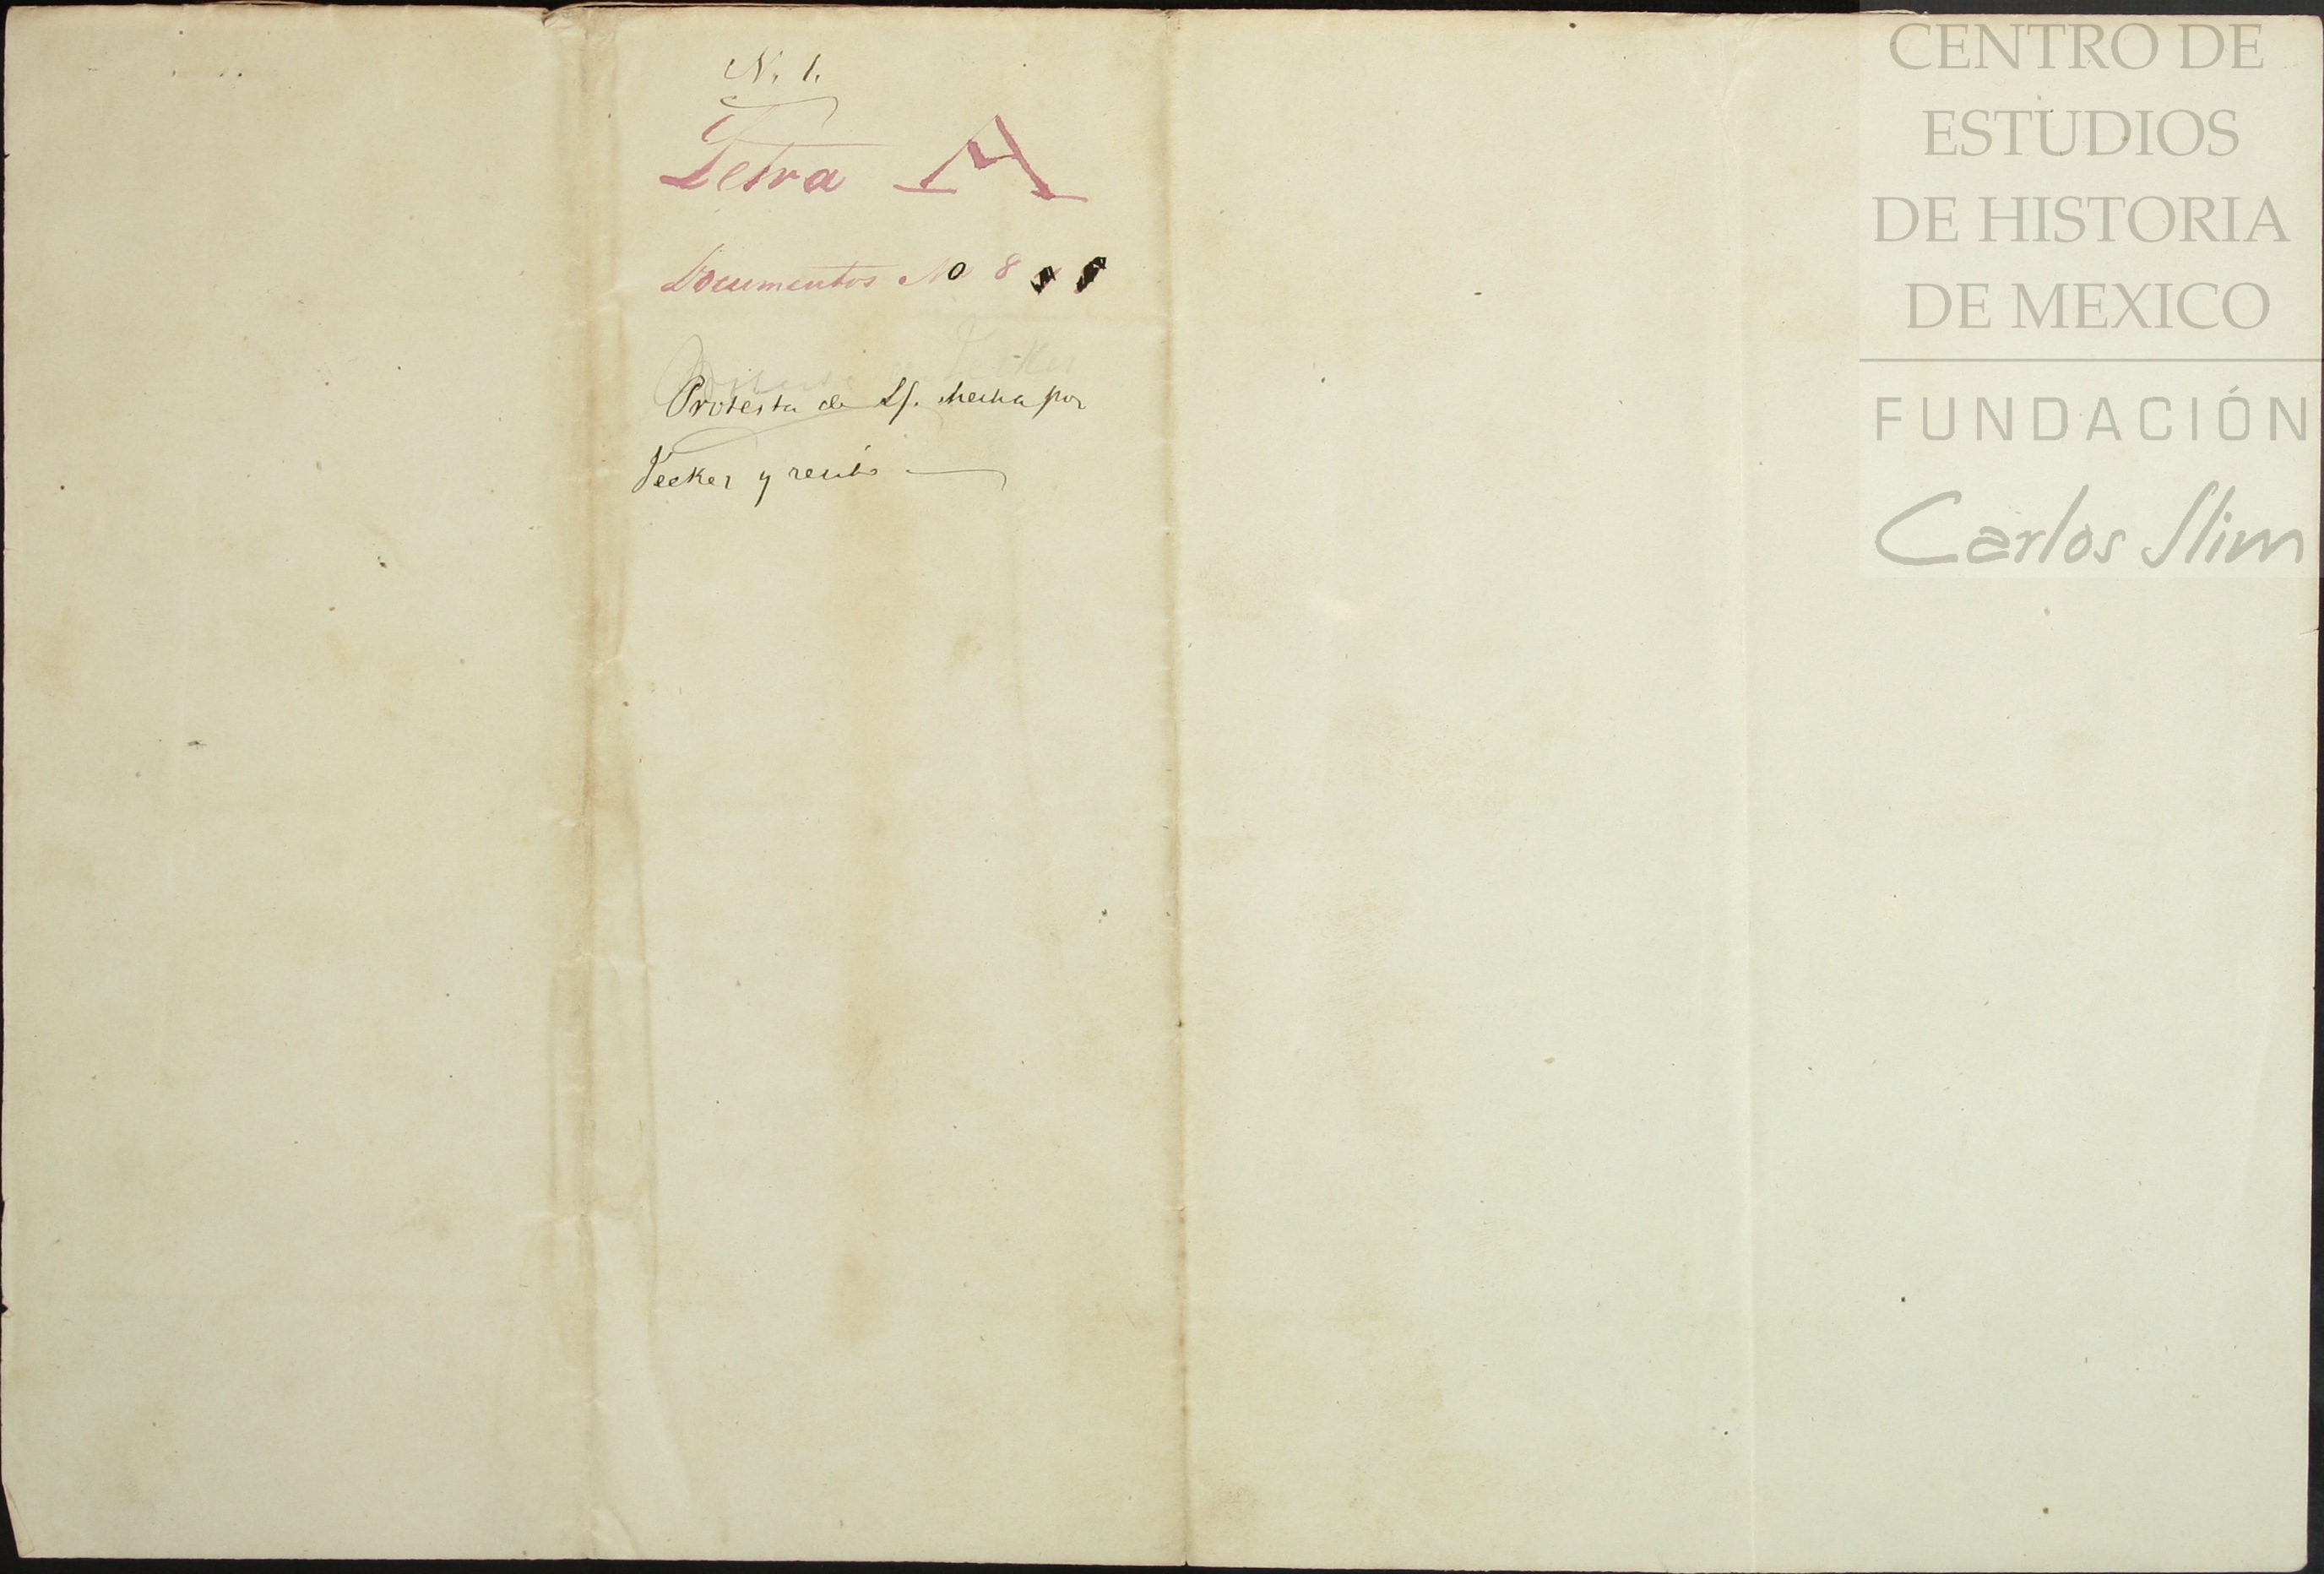 N. 1.
Letra A
Documentos No 8
Protesta de Lf. hecha por
Jecker y recibo
CENTRO DE
ESTUDIOS
DE HISTORIA
DE MEXICO
FUNDACIÓN
Carlos Slim